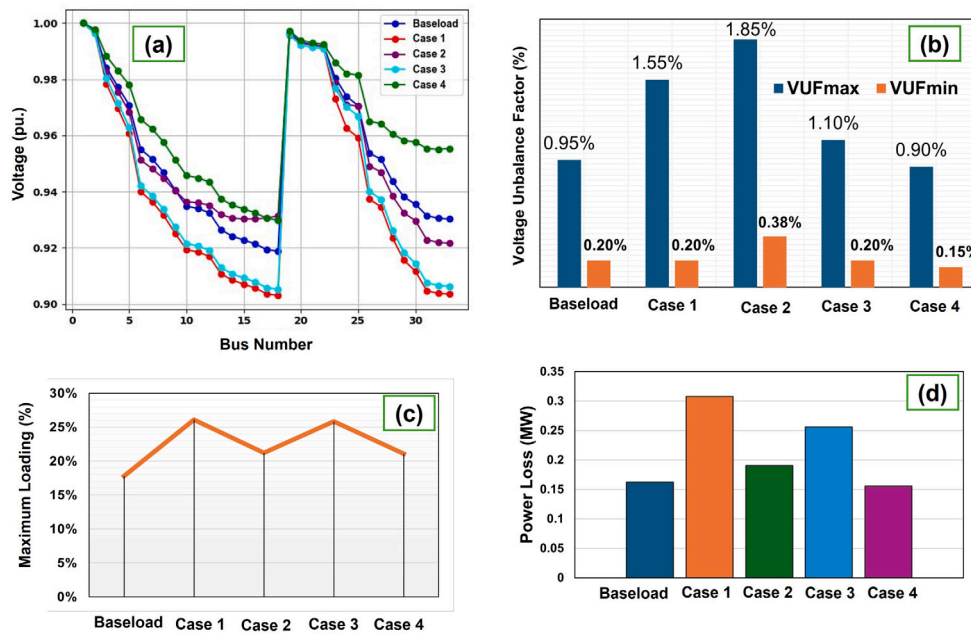 (a)
Baseload
Case 1
Case 2
Case 3
Case 4
Voltage (pu.)
1.00
0.98
0.96
0.94
0.92
0.90
0 5 10 15 20 25 30
Bus Number
(b)
Voltage Unbalance Factor (%)
VUFmax VUFmin
0.95% 1.55% 1.85% 1.10% 0.90%
0.20% 0.20% 0.38% 0.20% 0.15%
Baseload Case 1 Case 2 Case 3 Case 4
(c)
Maximum Loading (%)
30%
25%
20%
15%
10%
5%
0%
Baseload Case 1 Case 2 Case 3 Case 4
(d)
Power Loss (MW)
0.35
0.3
0.25
0.2
0.15
0.1
0.05
0
Baseload Case 1 Case 2 Case 3 Case 4